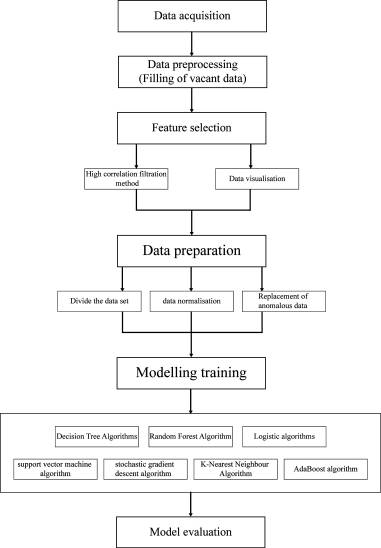 Data acquisition
Data preprocessing
(Filling of vacant data)
Feature selection
High correlation filtration
method
Data visualisation
Data preparation
Divide the data set
data normalisation
Replacement of
anomalous data
Modelling training
Decision Tree Algorithms
Random Forest Algorithm
Logistic algorithms
support vector machine
algorithm
stochastic gradient
descent algorithm
K-Nearest Neighbour
Algorithm
AdaBoost algorithm
Model evaluation